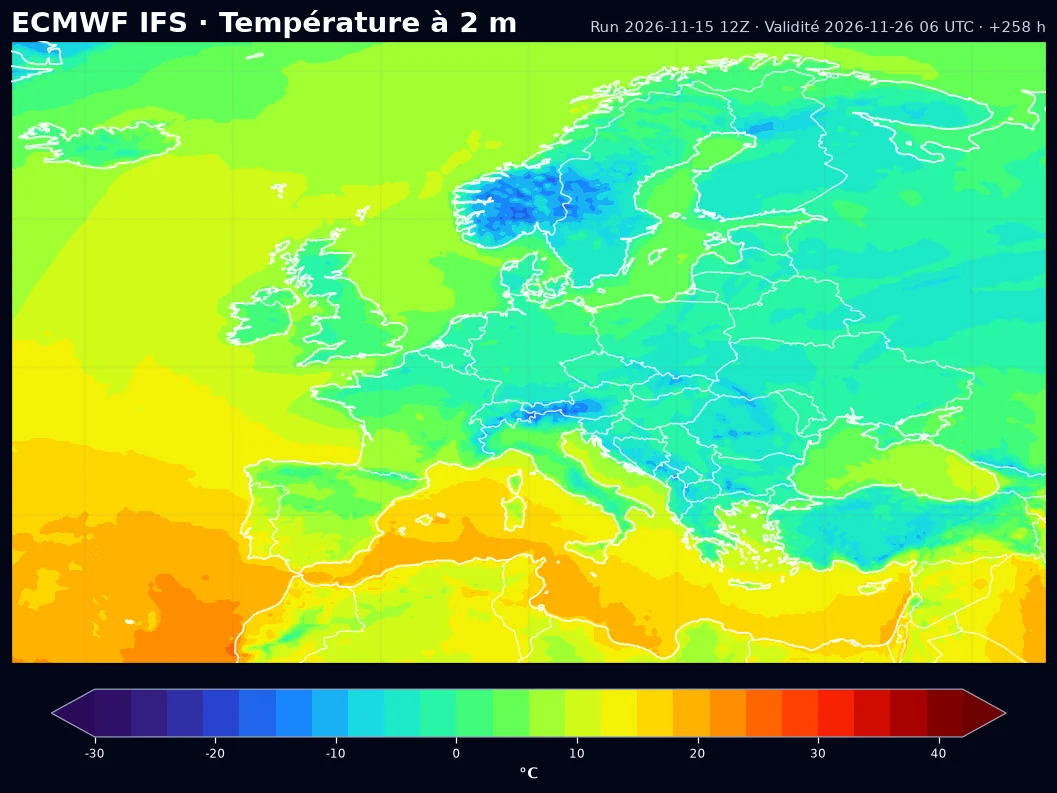 ECMWF IFS · Température à 2 m
Run 2026-11-15 12Z · Validité 2026-11-26 06 UTC · +258 h
-30 -20 -10 0 10 20 30 40
°C